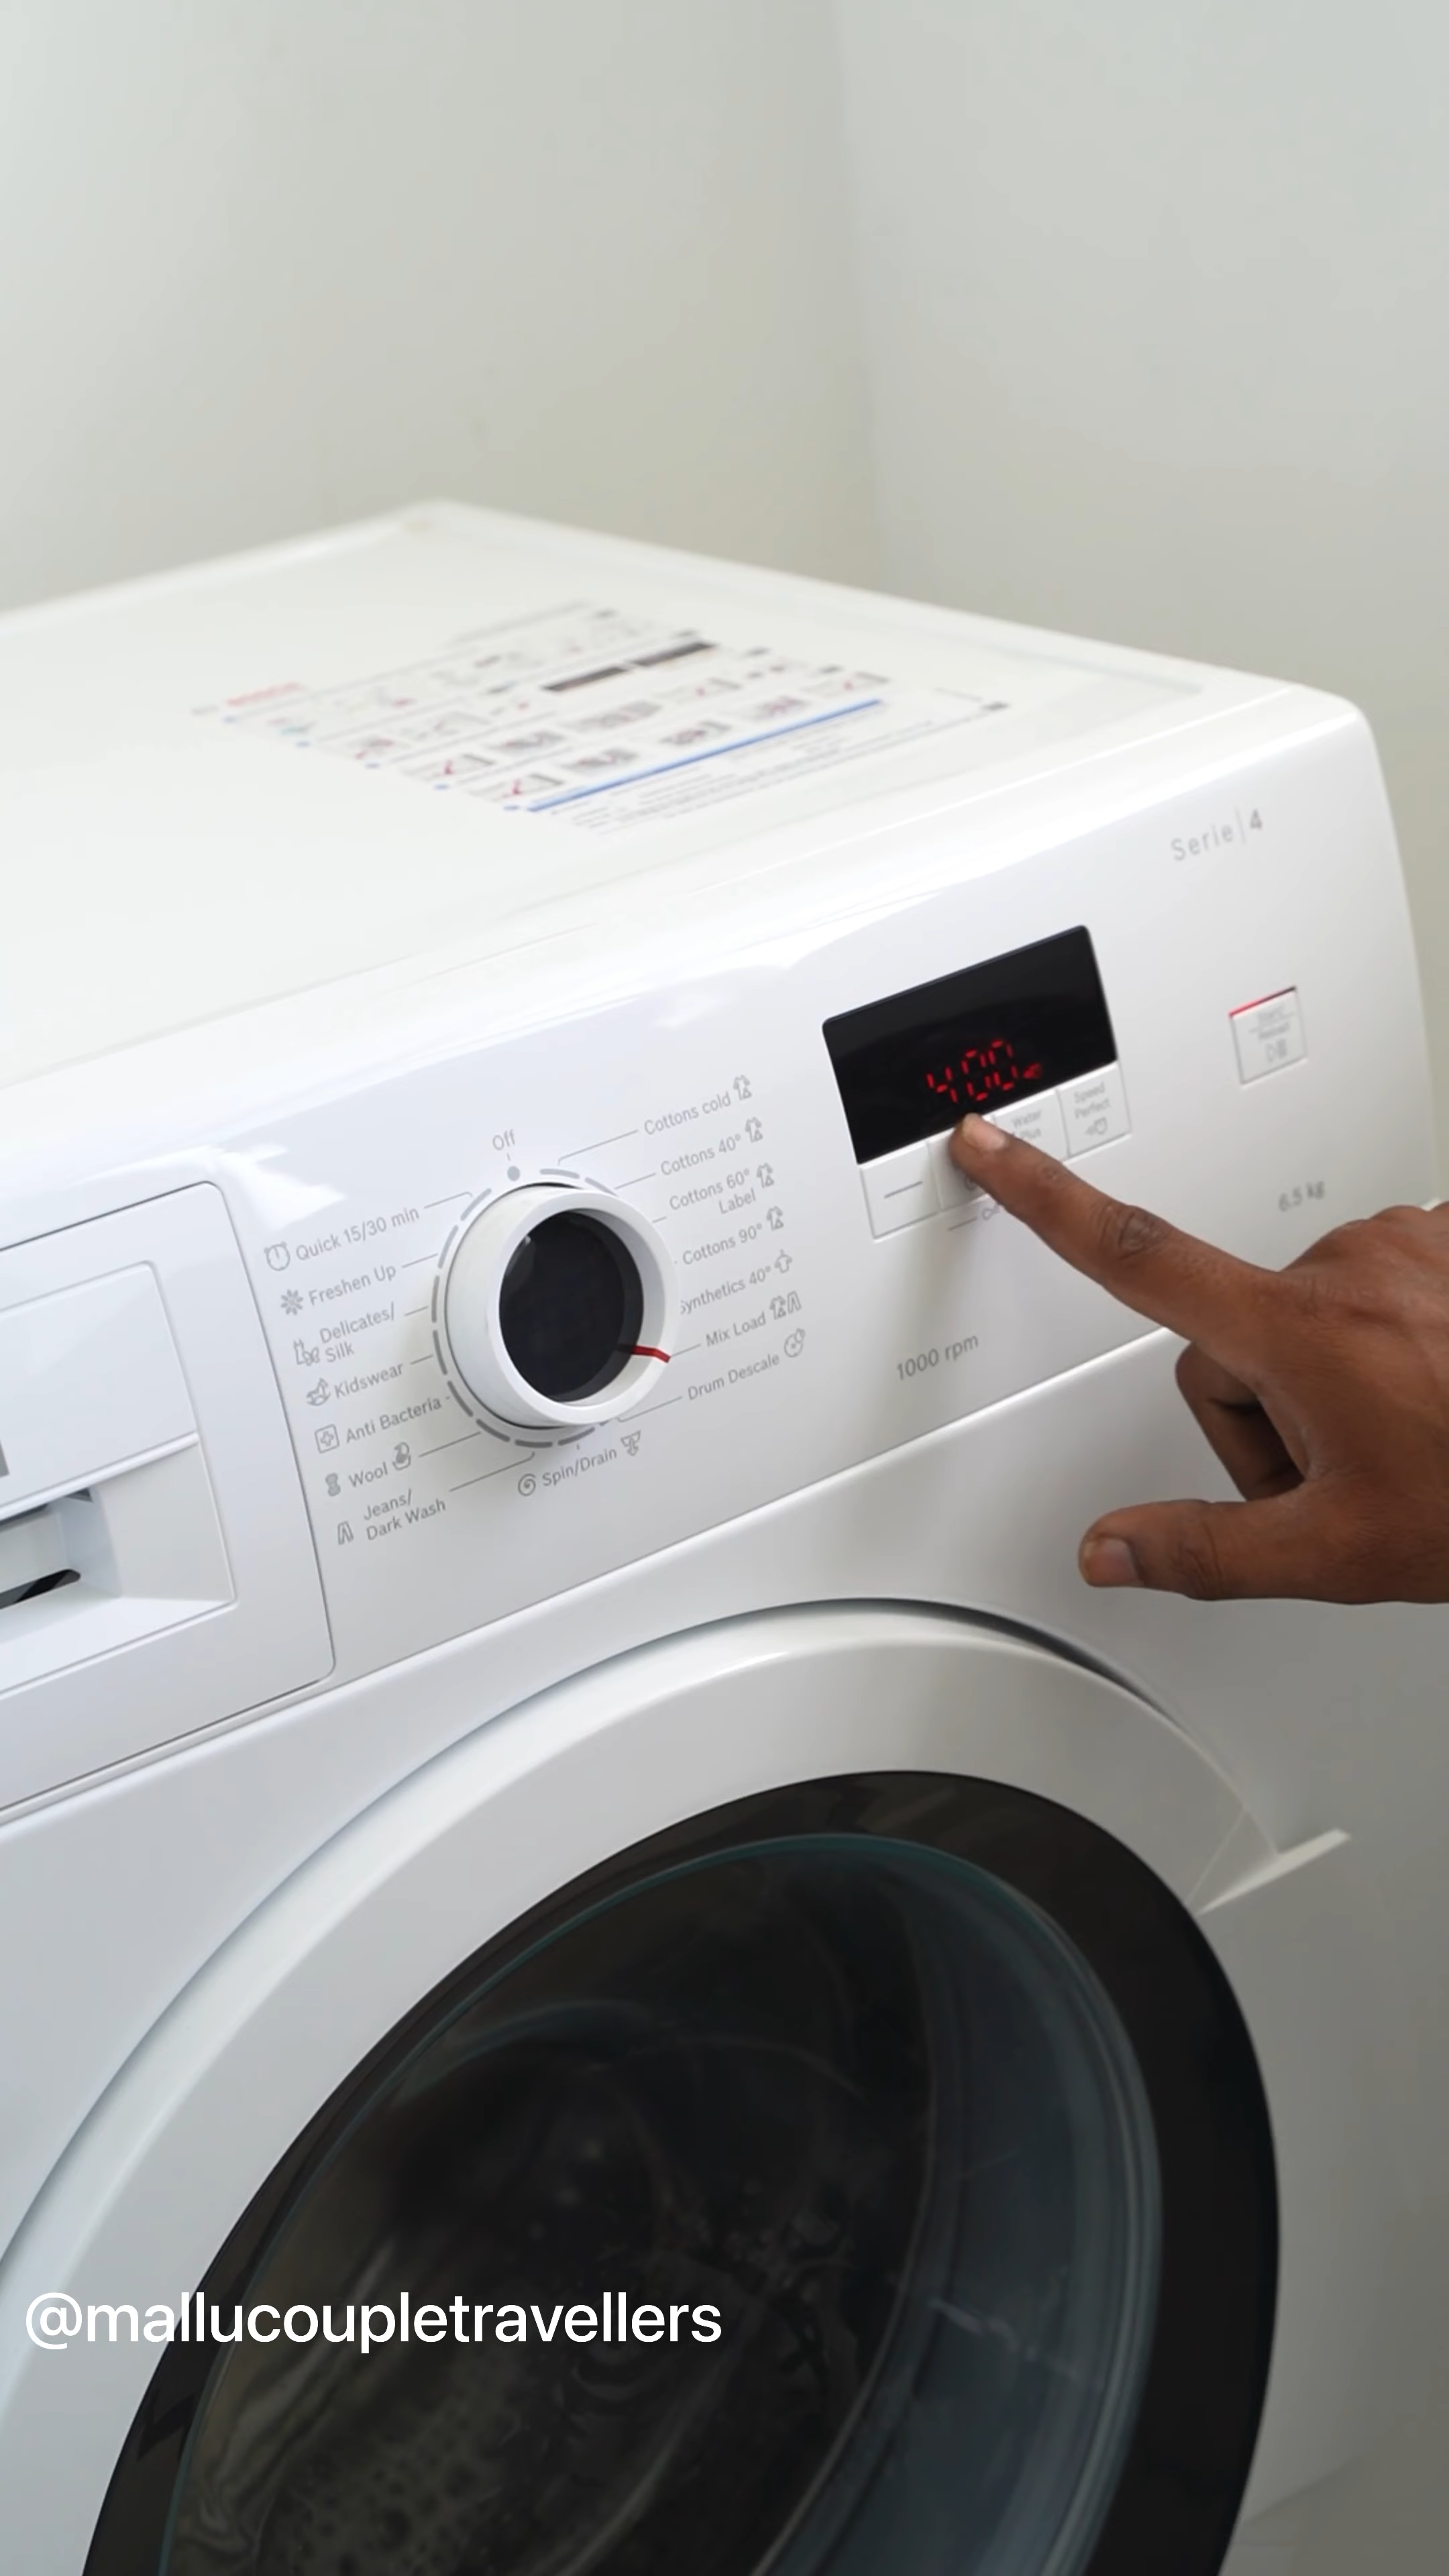 Serie | 4
400
Water
Plus
Speed
Perfect
6.5 kg
1000 rpm
Off
Cottons cold
Cottons 40°
Cottons 60°
Label
Cottons 90°
Synthetics 40°
Mix Load
Drum Descale
Spin/Drain
Quick 15/30 min
Freshen Up
Delicates/
Silk
Kidswear
Anti Bacteria
Wool
Jeans/
Dark Wash
@mallucoupletravellers